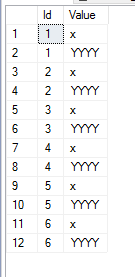 Id Value
1 1 x
2 1 YYYY
3 2 x
4 2 YYYY
5 3 x
6 3 YYYY
7 4 x
8 4 YYYY
9 5 x
10 5 YYYY
11 6 x
12 6 YYYY